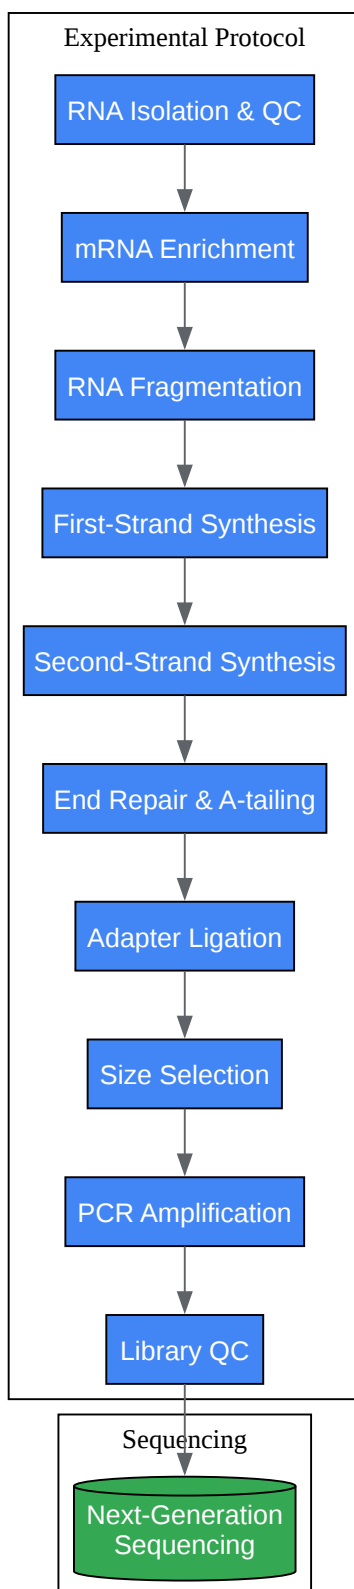 Experimental Protocol
RNA Isolation & QC
mRNA Enrichment
RNA Fragmentation
First-Strand Synthesis
Second-Strand Synthesis
End Repair & A-tailing
Adapter Ligation
Size Selection
PCR Amplification
Library QC
Sequencing
Next-Generation
Sequencing